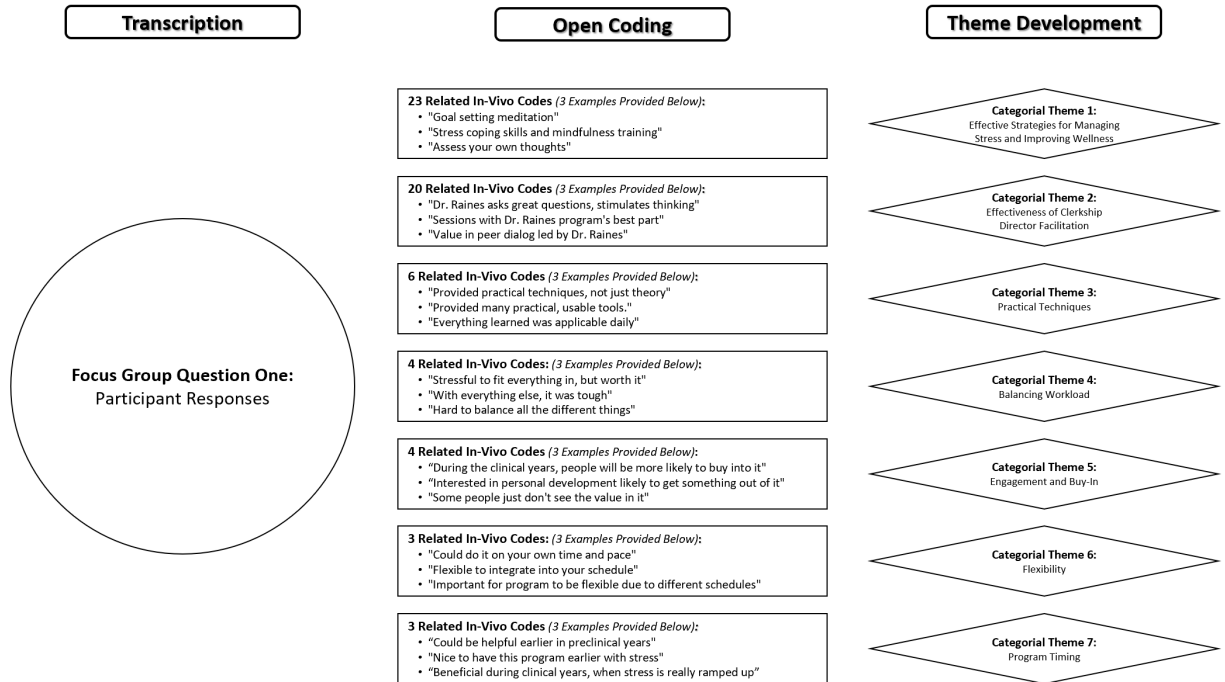 Transcription
Open Coding
Theme Development
Focus Group Question One:
Participant Responses
23 Related In-Vivo Codes (3 Examples Provided Below):
• "Goal setting meditation"
• "Stress coping skills and mindfulness training"
• "Assess your own thoughts"
Categorial Theme 1:
Effective Strategies for Managing
Stress and Improving Wellness
20 Related In-Vivo Codes (3 Examples Provided Below):
• "Dr. Raines asks great questions, stimulates thinking"
• "Sessions with Dr. Raines program's best part"
• "Value in peer dialog led by Dr. Raines"
Categorial Theme 2:
Effectiveness of Clerkship
Director Facilitation
6 Related In-Vivo Codes (3 Examples Provided Below):
• "Provided practical techniques, not just theory"
• "Provided many practical, usable tools."
• "Everything learned was applicable daily"
Categorial Theme 3:
Practical Techniques
4 Related In-Vivo Codes: (3 Examples Provided Below):
• "Stressful to fit everything in, but worth it"
• "With everything else, it was tough"
• "Hard to balance all the different things"
Categorial Theme 4:
Balancing Workload
4 Related In-Vivo Codes (3 Examples Provided Below):
• “During the clinical years, people will be more likely to buy into it"
• “Interested in personal development likely to get something out of it"
• "Some people just don't see the value in it"
Categorial Theme 5:
Engagement and Buy-In
3 Related In-Vivo Codes: (3 Examples Provided Below):
• "Could do it on your own time and pace"
• "Flexible to integrate into your schedule"
• "Important for program to be flexible due to different schedules"
Categorial Theme 6:
Flexibility
3 Related In-Vivo Codes (3 Examples Provided Below):
• “Could be helpful earlier in preclinical years"
• "Nice to have this program earlier with stress"
• “Beneficial during clinical years, when stress is really ramped up”
Categorial Theme 7:
Program Timing